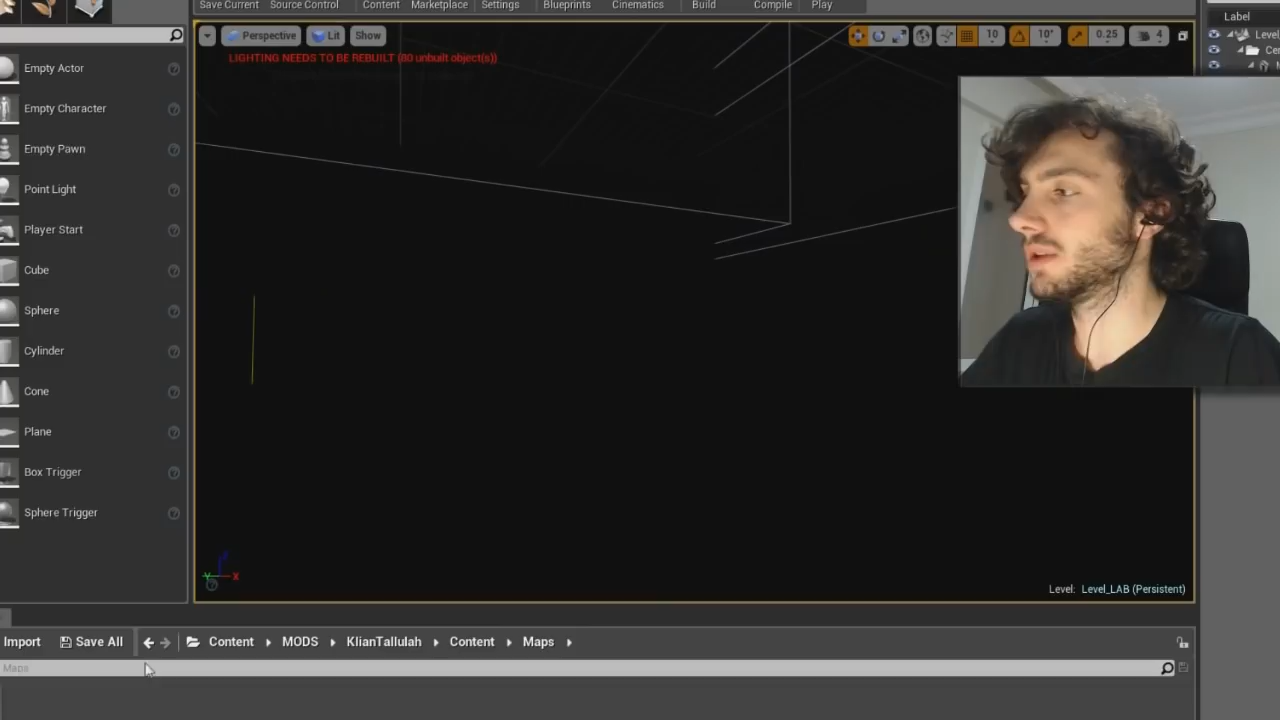 Save Current Source Control Content Marketplace Settings Blueprints Cinematics Build Compile Play
Label
Perspective Lit Show 10 10° 0.25 4
Level_
LIGHTING NEEDS TO BE REBUILT (80 unbuilt object(s))
Empty Actor
Empty Character
Empty Pawn
Point Light
Player Start
Cube
Sphere
Cylinder
Cone
Plane
Box Trigger
Sphere Trigger
X
Level: Level_LAB (Persistent)
Import Save All Content MODS KlianTallulah Content Maps
Maps